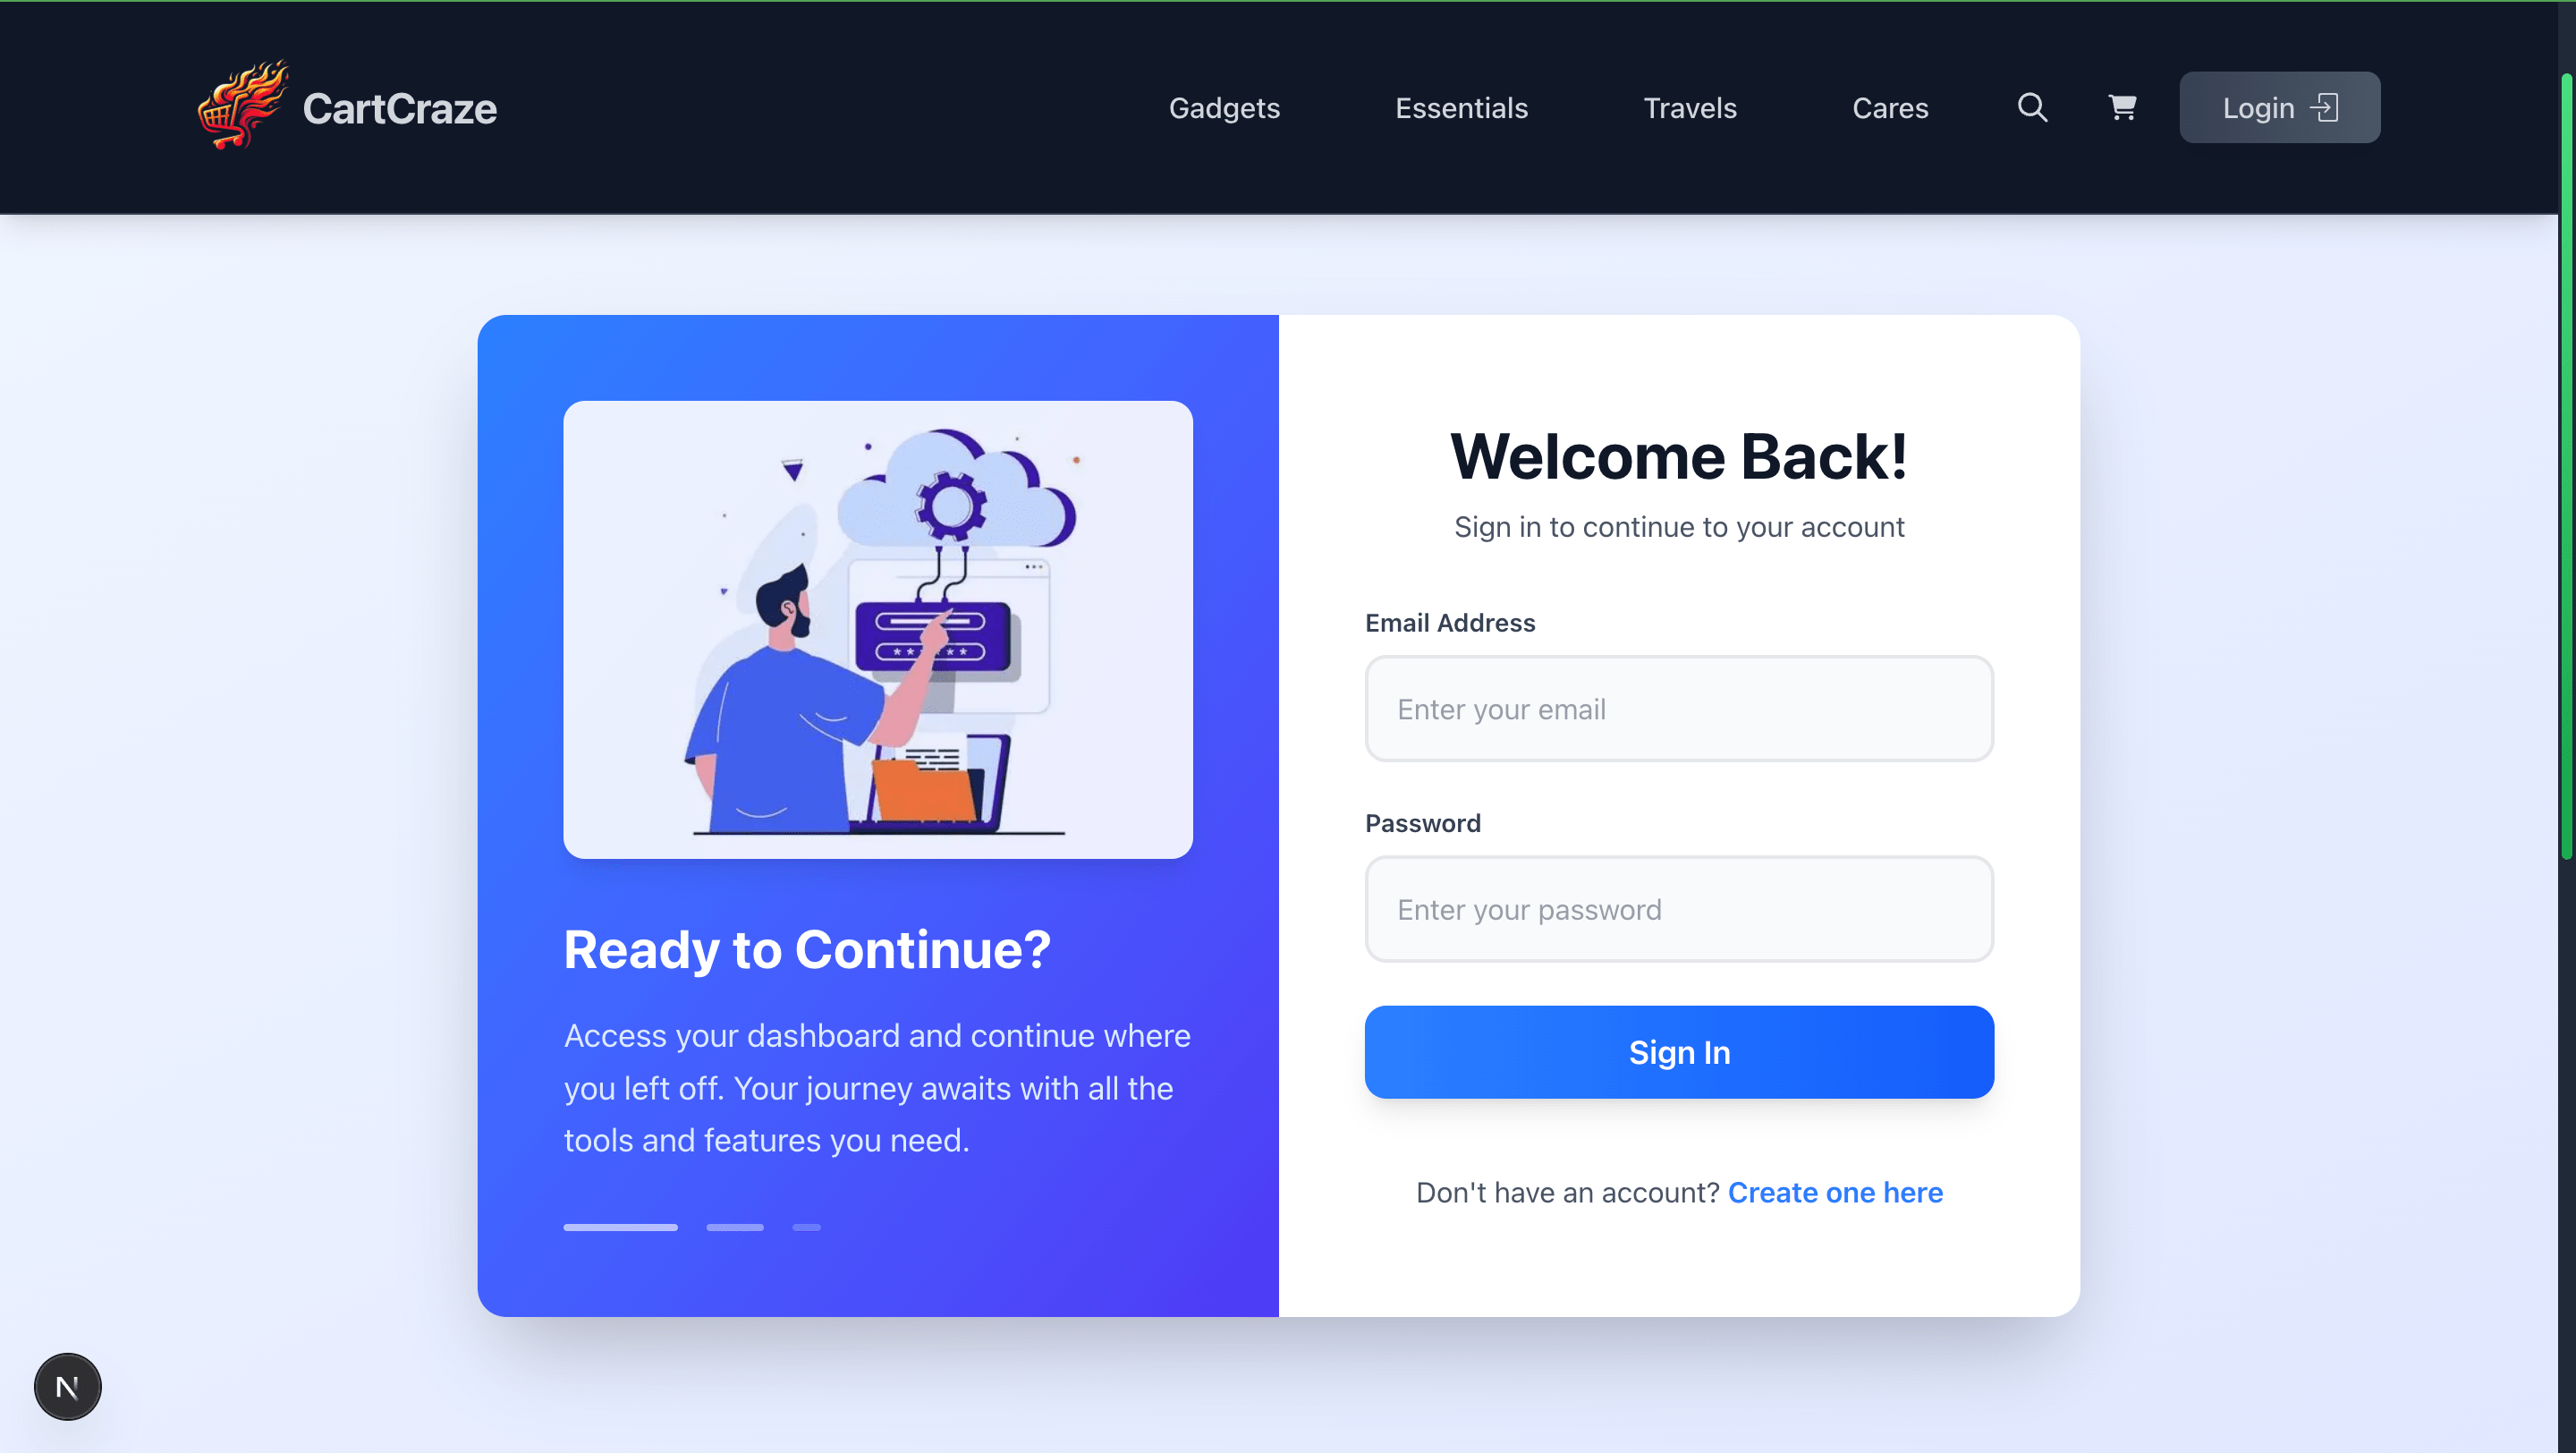 CartCraze
Gadgets
Essentials
Travels
Cares
Login
Welcome Back!
Sign in to continue to your account
Email Address
Enter your email
Password
Enter your password
Sign In
Don't have an account? Create one here
* * * * * *
Ready to Continue?
Access your dashboard and continue where
you left off. Your journey awaits with all the
tools and features you need.
N